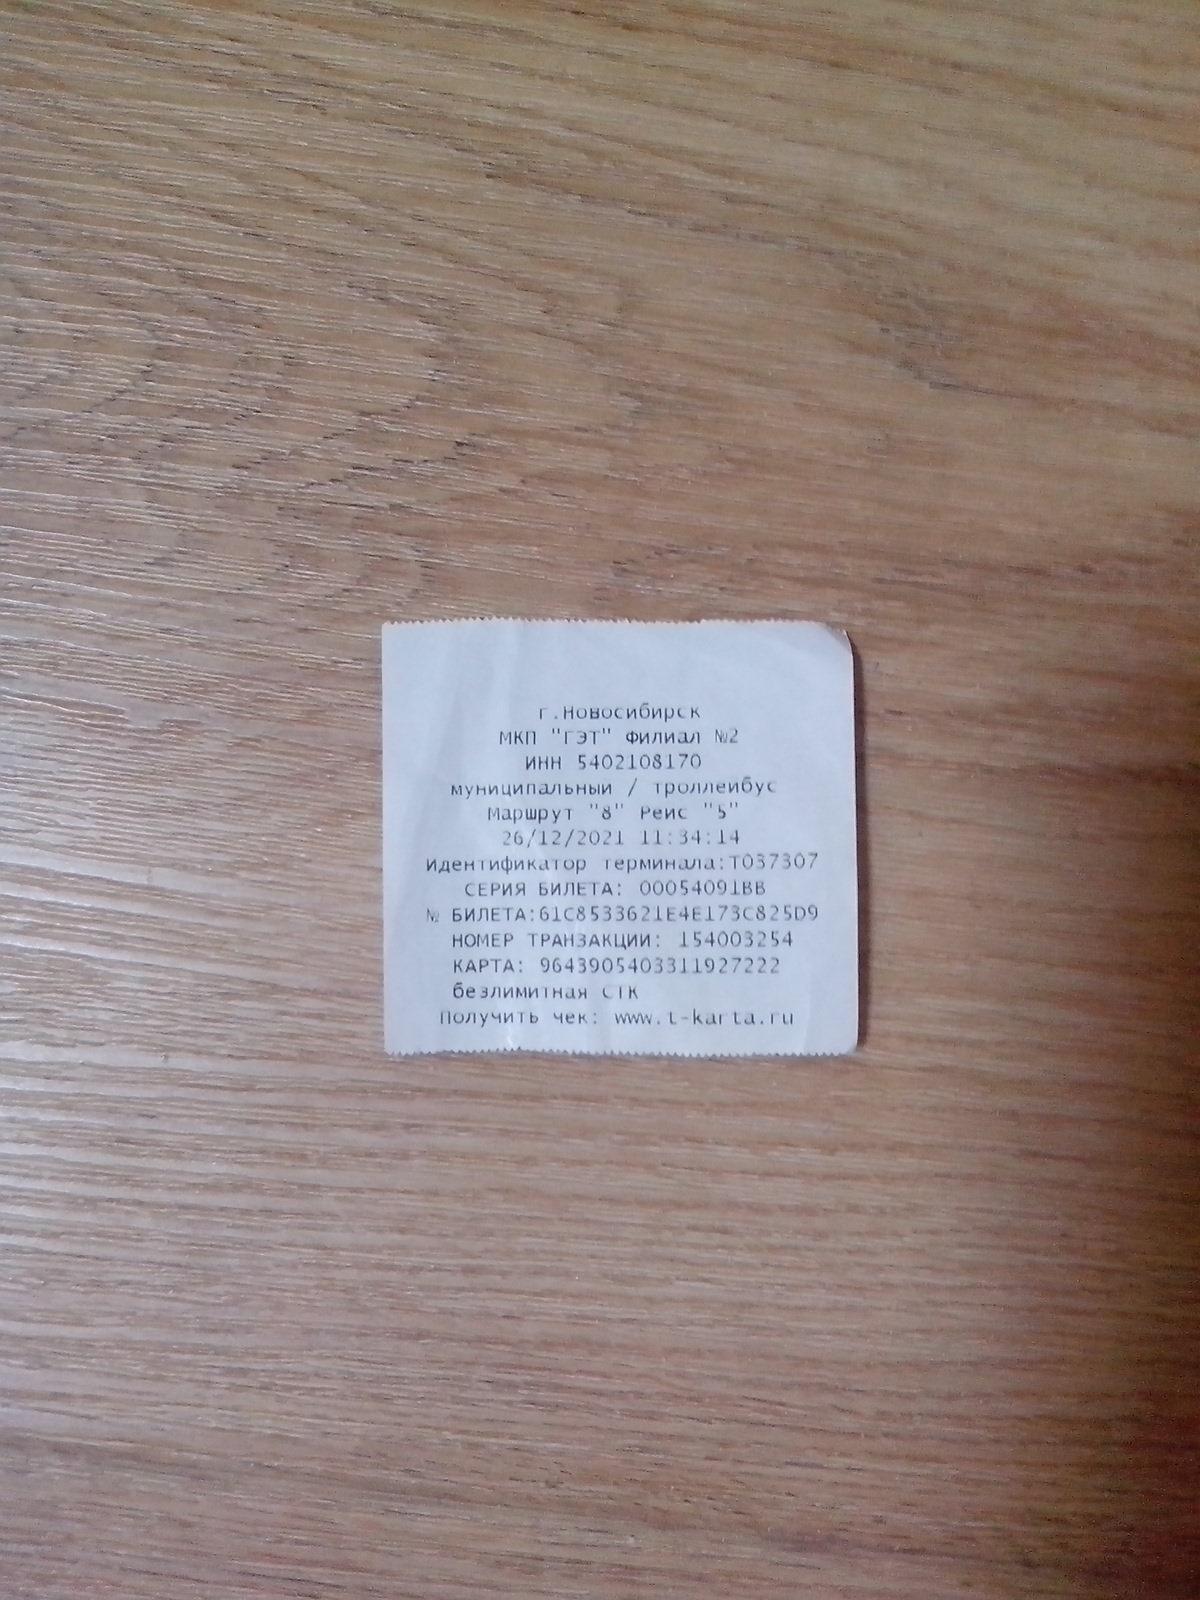 г.Новосибирск
МКП "ГЭТ" Филиал №2
ИНН 5402108170
муниципальный / троллейбус
Маршрут "8" Рейс "5"
26/12/2021 11:34:14
Идентификатор терминала:T037307
СЕРИЯ БИЛЕТА: 00054091BB
№ БИЛЕТА:61C8533621E4E173C825D9
НОМЕР ТРАНЗАКЦИИ: 154003254
КАРТА: 9643905403311927222
безлимитная СТК
Получить чек: www.t-karta.ru